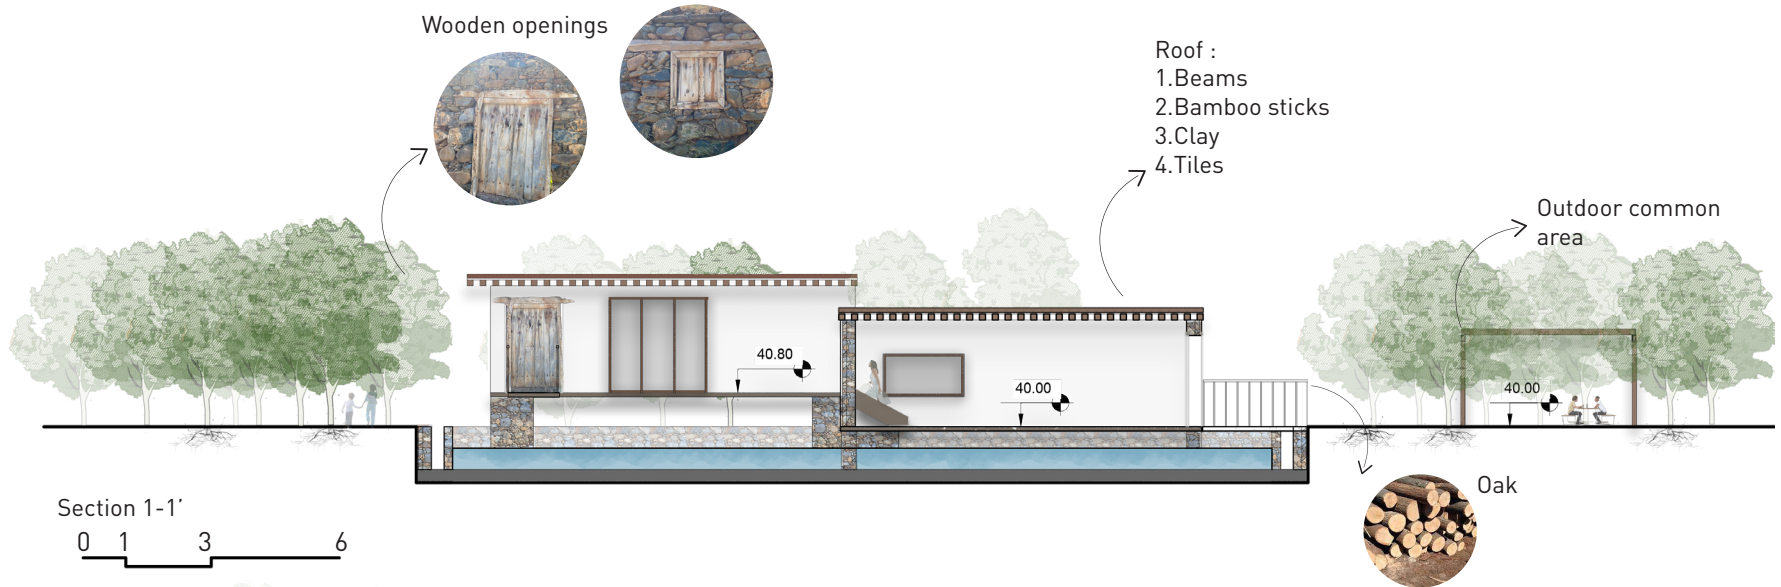 Wooden openings
Roof :
1.Beams
2.Bamboo sticks
3.Clay
4.Tiles
Outdoor common
area
40.80
40.00
40.00
Oak
Section 1-1’
0 1 3 6